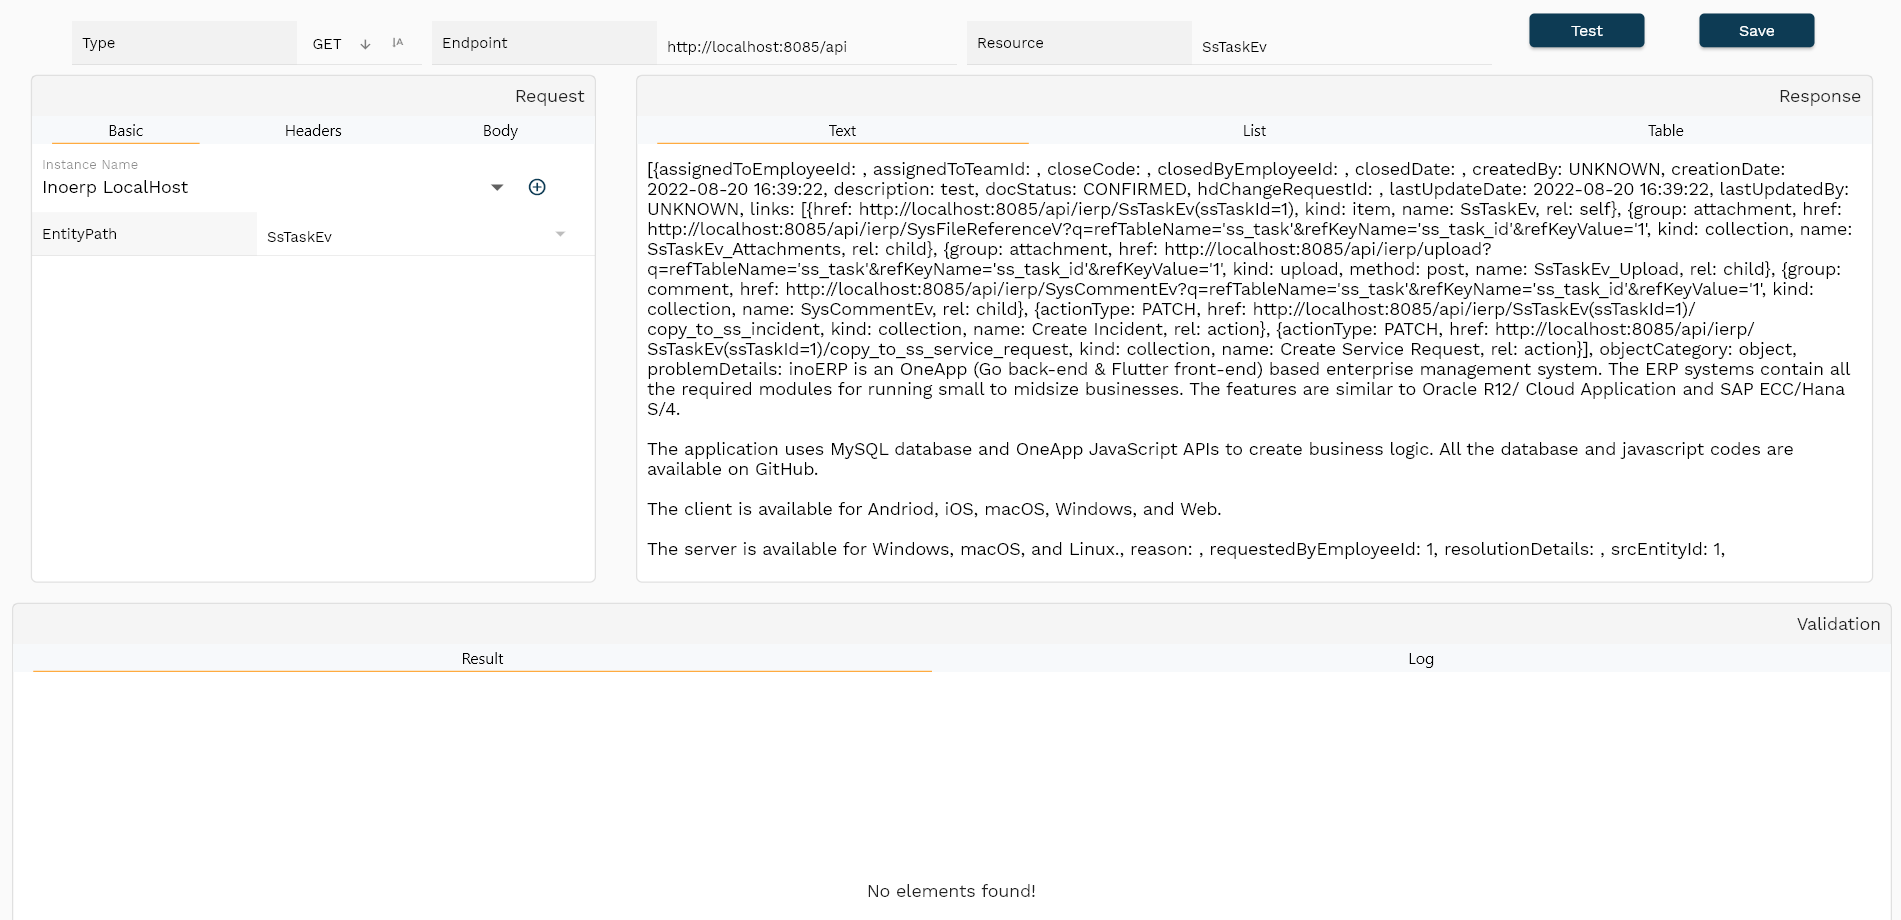 Type
GET
Endpoint
http://localhost:8085/api
Resource
SsTaskEv
Test
Save
Request
Basic
Headers
Body
Instance Name
Inoerp LocalHost
EntityPath
SsTaskEv
Response
Text
List
Table
[{assignedToEmployeeId: , assignedToTeamId: , closeCode: , closedByEmployeeId: , closedDate: , createdBy: UNKNOWN, creationDate:
2022-08-20 16:39:22, description: test, docStatus: CONFIRMED, hdChangeRequestId: , lastUpdateDate: 2022-08-20 16:39:22, lastUpdatedBy:
UNKNOWN, links: [{href: http://localhost:8085/api/ierp/SsTaskEv(ssTaskId=1), kind: item, name: SsTaskEv, rel: self}, {group: attachment, href:
http://localhost:8085/api/ierp/SysFileReferenceV?q=refTableName='ss_task'&refKeyName='ss_task_id'&refKeyValue='1', kind: collection, name:
SsTaskEv_Attachments, rel: child}, {group: attachment, href: http://localhost:8085/api/ierp/upload?
q=refTableName='ss_task'&refKeyName='ss_task_id'&refKeyValue='1', kind: upload, method: post, name: SsTaskEv_Upload, rel: child}, {group:
comment, href: http://localhost:8085/api/ierp/SysCommentEv?q=refTableName='ss_task'&refKeyName='ss_task_id'&refKeyValue='1', kind:
collection, name: SysCommentEv, rel: child}, {actionType: PATCH, href: http://localhost:8085/api/ierp/SsTaskEv(ssTaskId=1)/
copy_to_ss_incident, kind: collection, name: Create Incident, rel: action}, {actionType: PATCH, href: http://localhost:8085/api/ierp/
SsTaskEv(ssTaskId=1)/copy_to_ss_service_request, kind: collection, name: Create Service Request, rel: action}], objectCategory: object,
problemDetails: inoERP is an OneApp (Go back-end & Flutter front-end) based enterprise management system. The ERP systems contain all
the required modules for running small to midsize businesses. The features are similar to Oracle R12/ Cloud Application and SAP ECC/Hana
S/4.
The application uses MySQL database and OneApp JavaScript APIs to create business logic. All the database and javascript codes are
available on GitHub.
The client is available for Andriod, iOS, macOS, Windows, and Web.
The server is available for Windows, macOS, and Linux., reason: , requestedByEmployeeId: 1, resolutionDetails: , srcEntityId: 1,
Validation
Result
Log
No elements found!